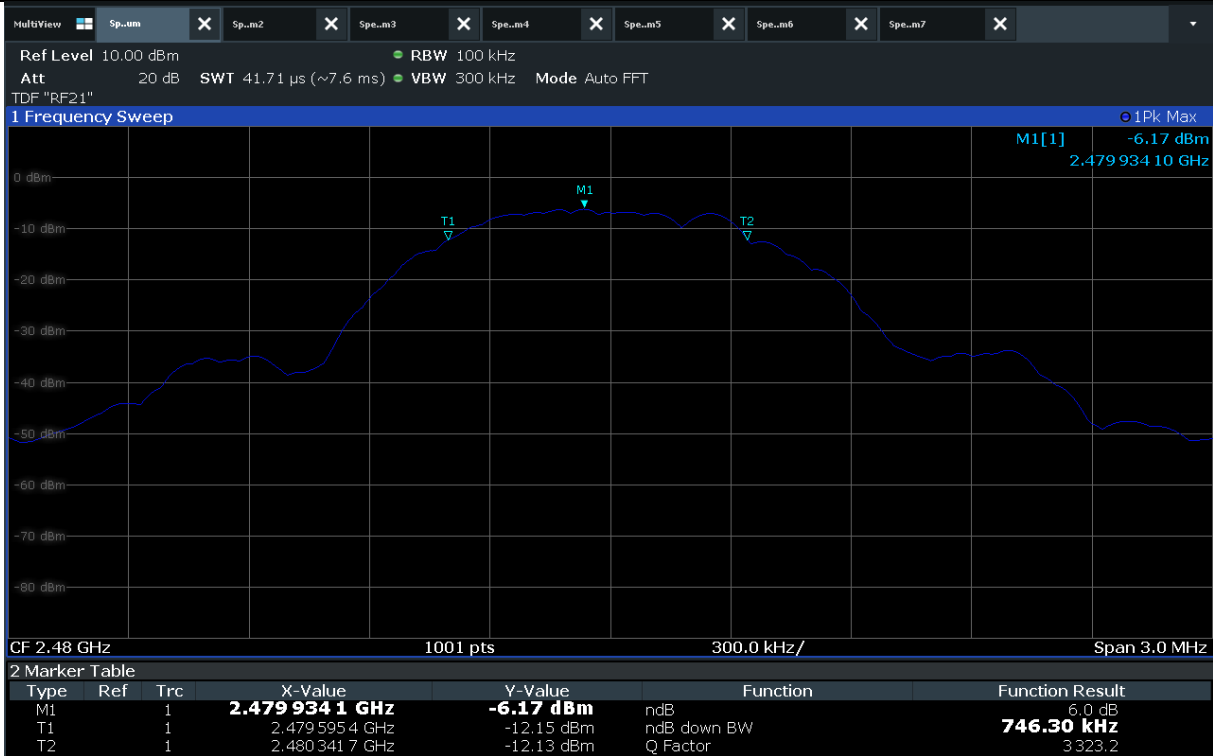 MultiView Sp..um Sp..m2 Spe..m3 Spe..m4 Spe..m5 Spe..m6 Spe..m7
Ref Level 10.00 dBm RBW 100 kHz
Att 20 dB SWT 41.71 µs (~7.6 ms) VBW 300 kHz Mode Auto FFT
TDF "RF21"
1 Frequency Sweep 1Pk Max
M1[1] -6.17 dBm
2.479 934 10 GHz
0 dBm
M1
T1 T2
-10 dBm
-20 dBm
-30 dBm
-40 dBm
-50 dBm
-60 dBm
-70 dBm
-80 dBm
CF 2.48 GHz 1001 pts 300.0 kHz/ Span 3.0 MHz
2 Marker Table
Type Ref Trc X-Value Y-Value Function Function Result
M1 1 2.479 934 1 GHz -6.17 dBm ndB 6.0 dB
T1 1 2.479 595 4 GHz -12.15 dBm ndB down BW 746.30 kHz
T2 1 2.480 341 7 GHz -12.13 dBm Q Factor 3 323.2